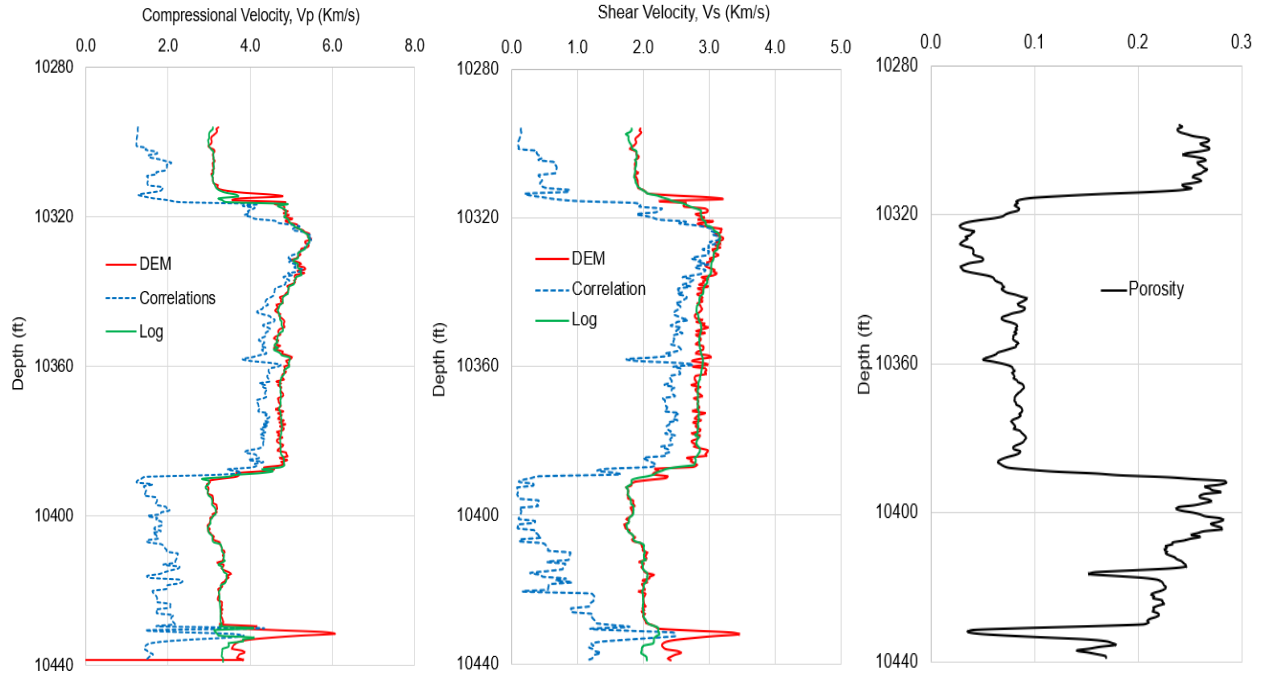 Compressional Velocity, Vp (Km/s)
0.0 2.0 4.0 6.0 8.0
10280
10320
10360
10400
10440
Depth (ft)
DEM
Correlations
Log
Shear Velocity, Vs (Km/s)
0.0 1.0 2.0 3.0 4.0 5.0
10280
10320
10360
10400
10440
Depth (ft)
DEM
Correlation
Log
0.0 0.1 0.2 0.3
10280
10320
10360
10400
10440
Depth (ft)
Porosity